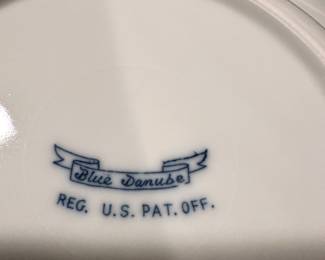 Blue Danube
REG. U.S. PAT. OFF.